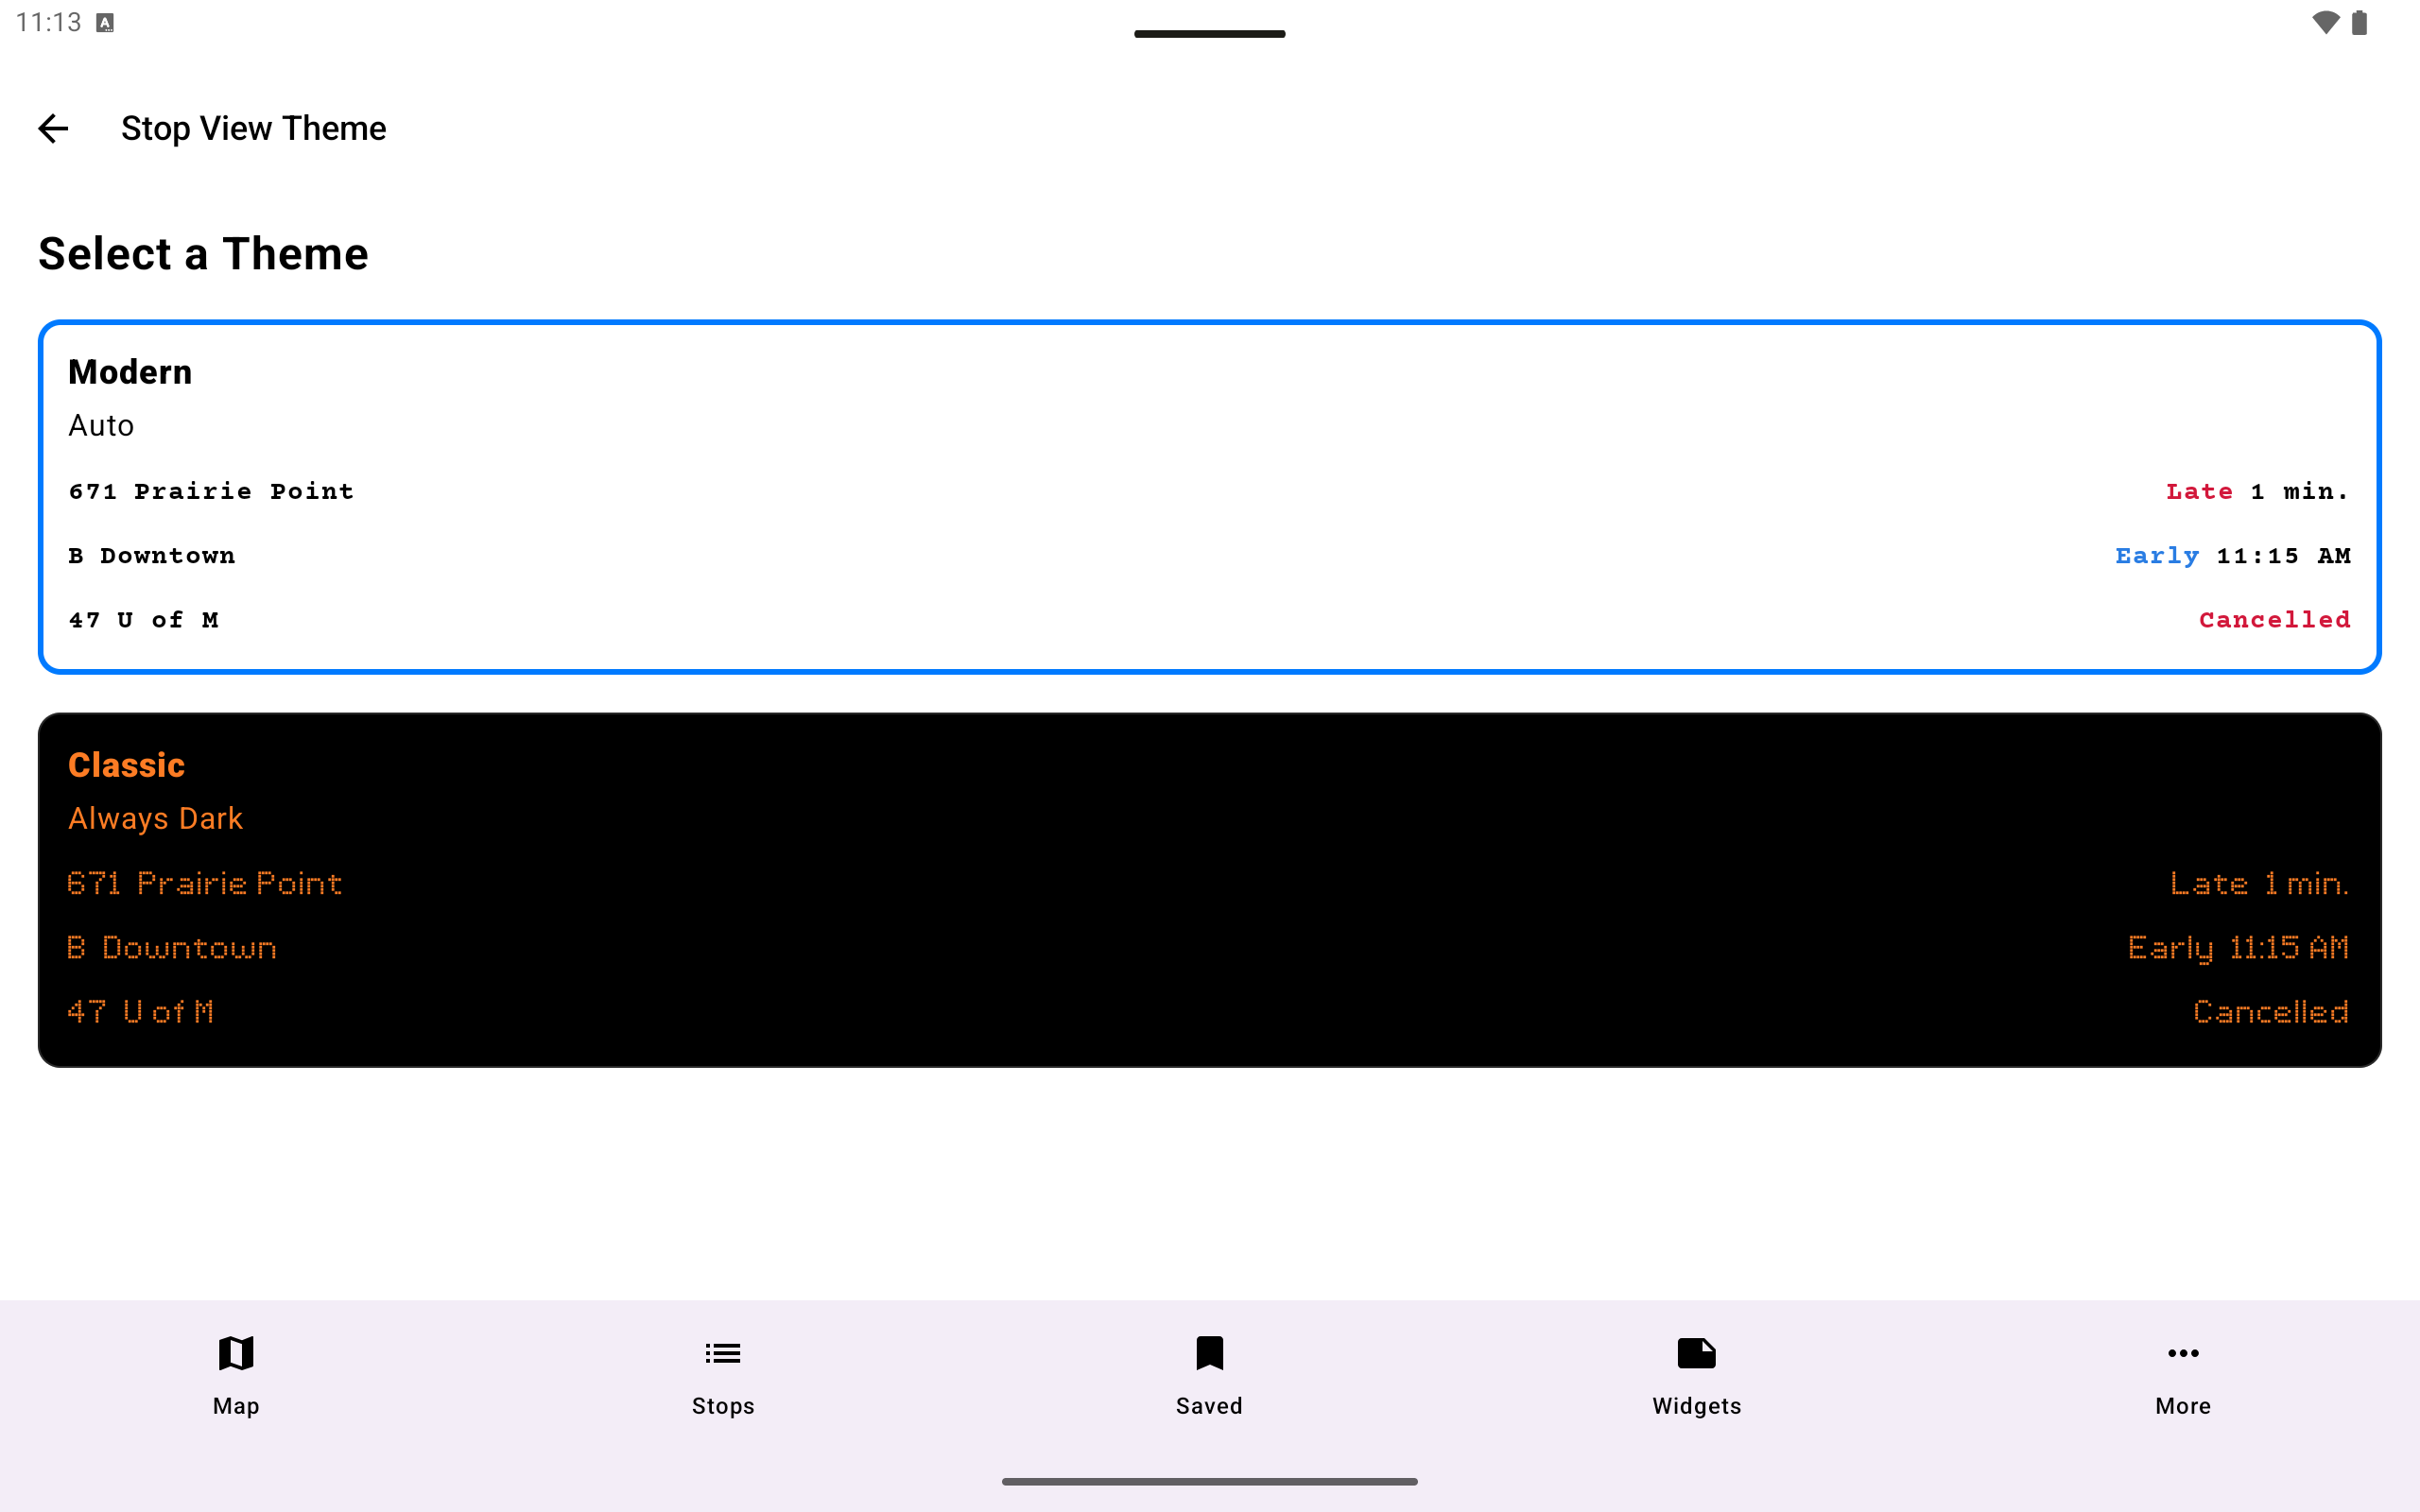 11:13
Stop View Theme
Select a Theme
Modern
Auto
671 Prairie Point Late 1 min.
B Downtown Early 11:15 AM
47 U of M Cancelled
Classic
Always Dark
671 Prairie Point Late 1 min.
B Downtown Early 11:15 AM
47 U of M Cancelled
Map Stops Saved Widgets More